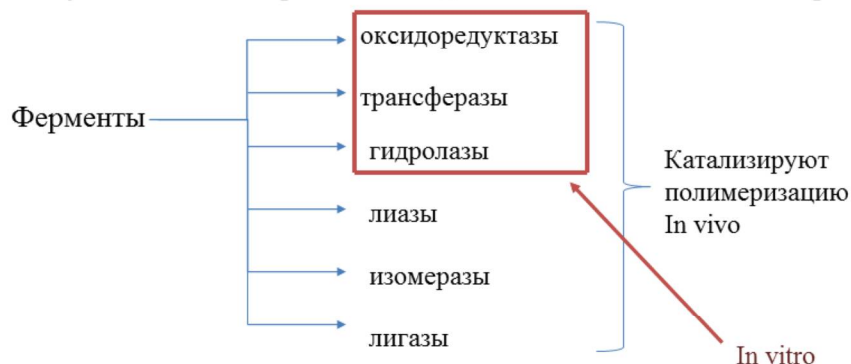 оксидоредуктазы
трансферазы
Ферменты
гидролазы
лиазы
изомеразы
лигазы
Катализируют
полимеризацию
In vivo
In vitro